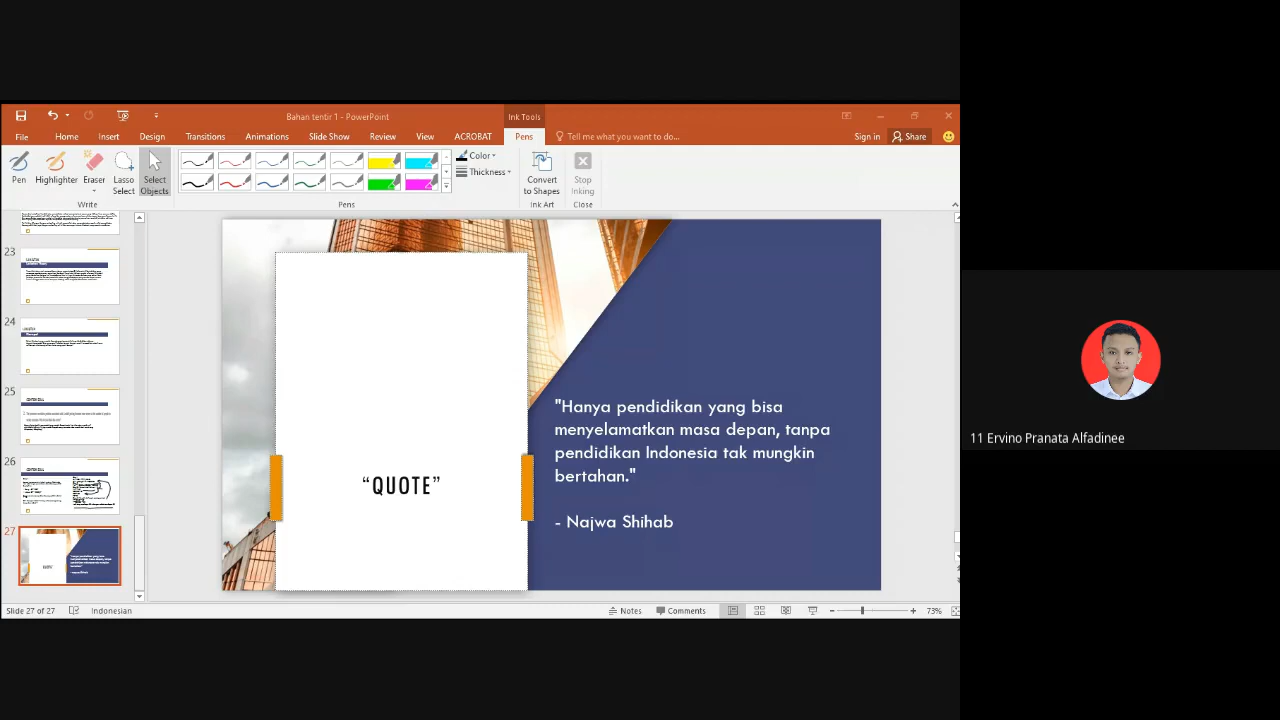 Bahan tentir 1 - PowerPoint
Ink Tools
File
Home
Insert
Design
Transitions
Animations
Slide Show
Review
View
ACROBAT
Pens
Tell me what you want to do...
Sign in
Share
Pen
Highlighter
Eraser
Lasso Select
Select Objects
Color
Thickness
Convert to Shapes
Stop Inking
Write
Pens
Ink Art
Close
23
24
25
26
27
"Hanya pendidikan yang bisa
menyelamatkan masa depan, tanpa
pendidikan Indonesia tak mungkin
bertahan."
- Najwa Shihab
“QUOTE”
11 Ervino Pranata Alfadinee
Slide 27 of 27
Indonesian
Notes
Comments
73%